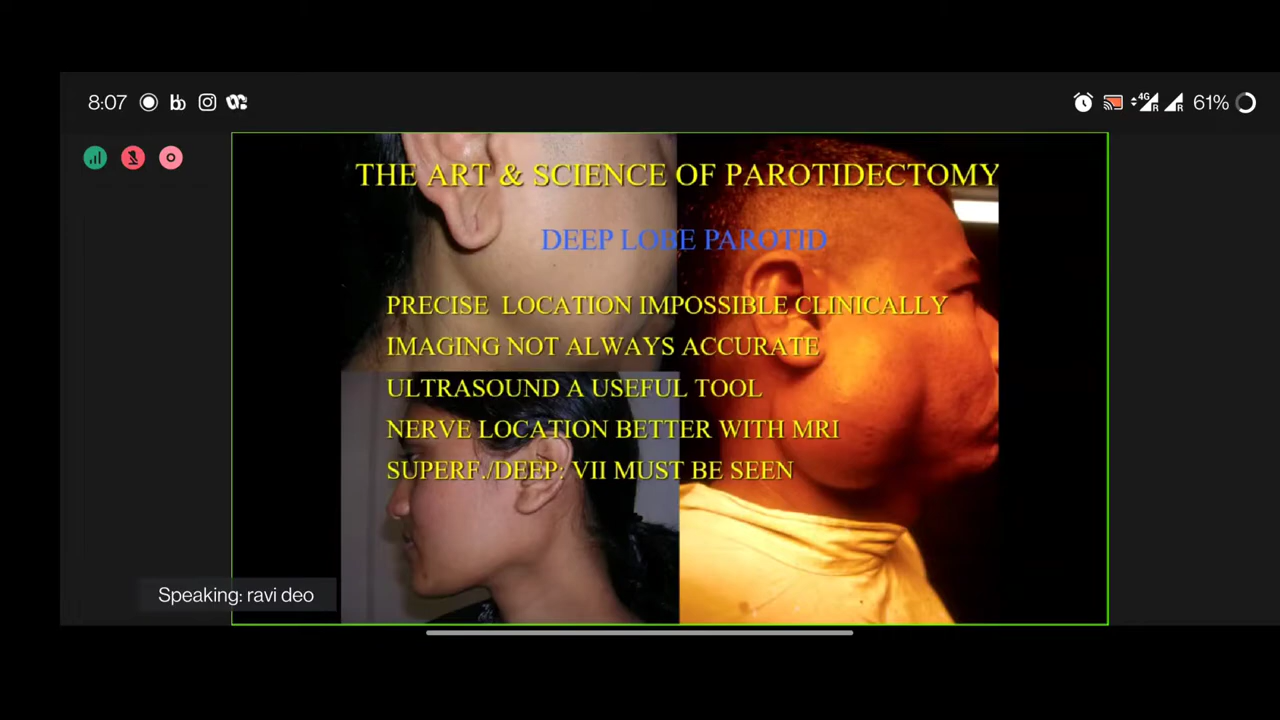 8:07
4G
R
R
61%
THE ART & SCIENCE OF PAROTIDECTOMY
DEEP LOBE PAROTID
PRECISE LOCATION IMPOSSIBLE CLINICALLY
IMAGING NOT ALWAYS ACCURATE
ULTRASOUND A USEFUL TOOL
NERVE LOCATION BETTER WITH MRI
SUPERF./DEEP: VII MUST BE SEEN
Speaking: ravi deo